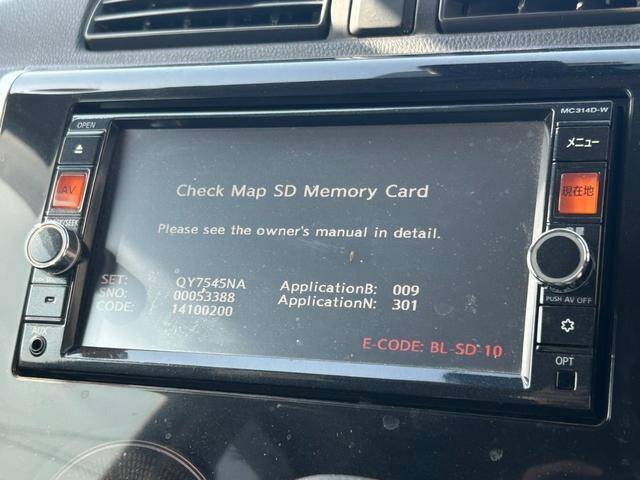 MC314D-W
OPEN
メニュー
AV
現在地
Check Map SD Memory Card
Please see the owner's manual in detail.
SET: QY7545NA ApplicationB: 009
SNO: 00053388 ApplicationN: 301
CODE: 14100200
PUSH AV OFF
AUX
E-CODE: BL-SD-10
OPT